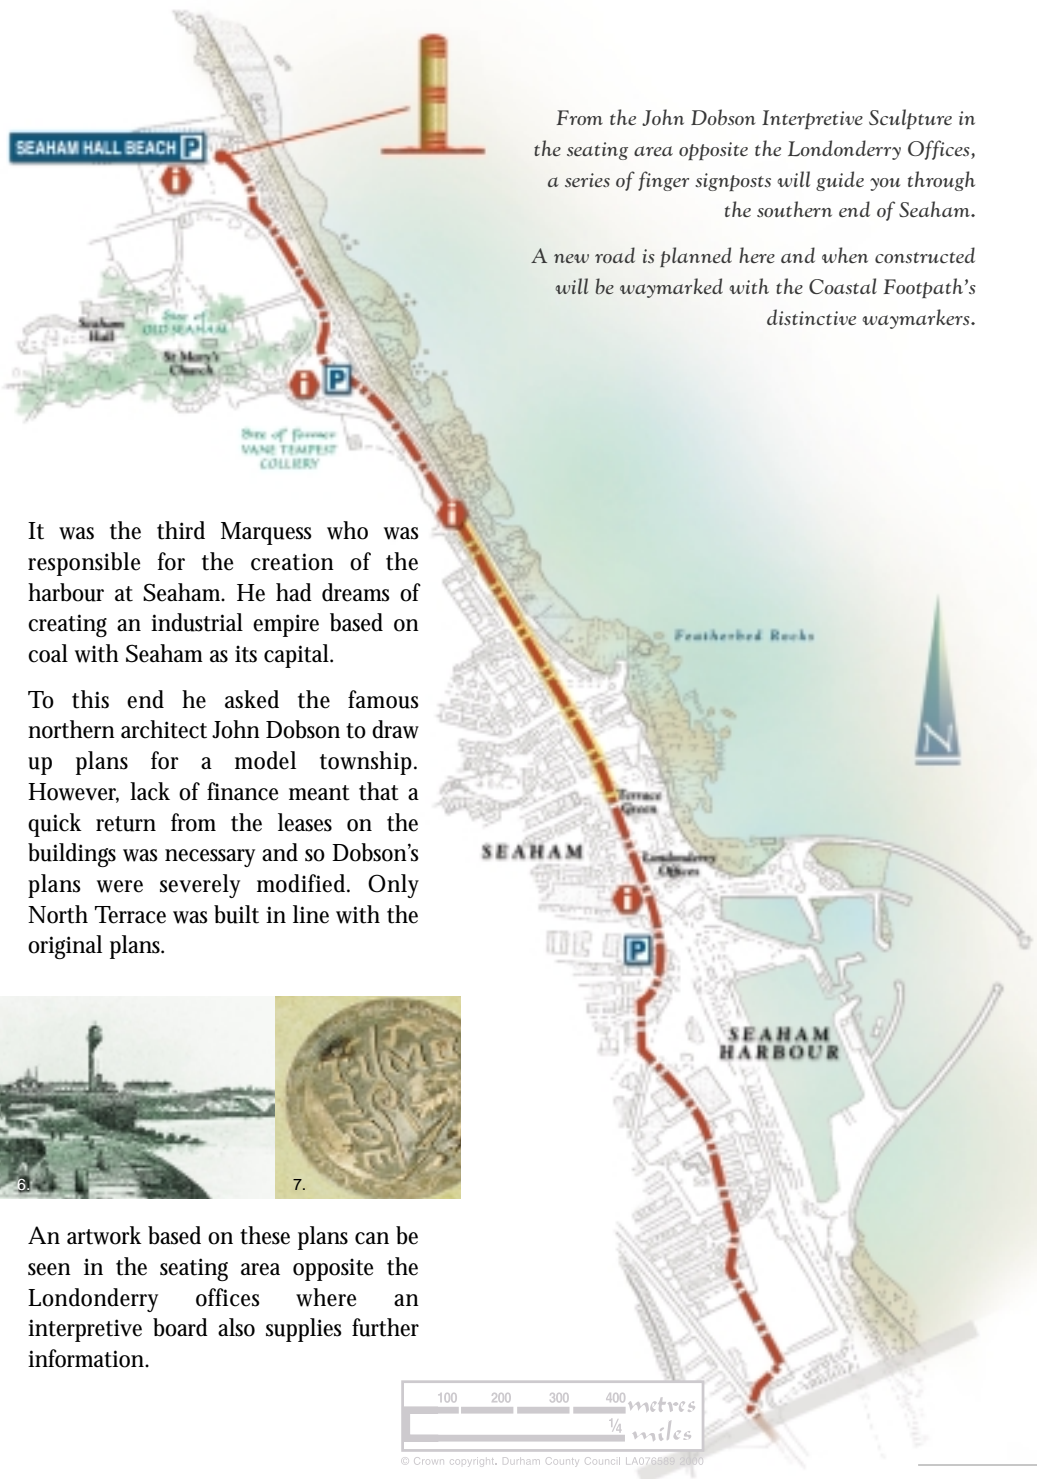 SEAHAM HALL BEACH P
From the John Dobson Interpretive Sculpture in
the seating area opposite the Londonderry Offices,
a series of finger signposts will guide you through
the southern end of Seaham.
A new road is planned here and when constructed
will be waymarked with the Coastal Footpath's
distinctive waymarkers.
i
Seaham
Hall
Site of
OLD SEAHAM
St Mary's
Church
i P
Site of former
VANE TEMPEST
COLLIERY
i
It was the third Marquess who was
responsible for the creation of the
harbour at Seaham. He had dreams of
creating an industrial empire based on
coal with Seaham as its capital.
To this end he asked the famous
northern architect John Dobson to draw
up plans for a model township.
However, lack of finance meant that a
quick return from the leases on the
buildings was necessary and so Dobson's
plans were severely modified. Only
North Terrace was built in line with the
original plans.
Featherbed Rocks
N
Terrace
Green
SEAHAM
Londonderry
Offices
i
P
SEAHAM
HARBOUR
6.
7.
An artwork based on these plans can be
seen in the seating area opposite the
Londonderry offices where an
interpretive board also supplies further
information.
100 200 300 400 metres
¼ miles
© Crown copyright. Durham County Council LA076589 2000